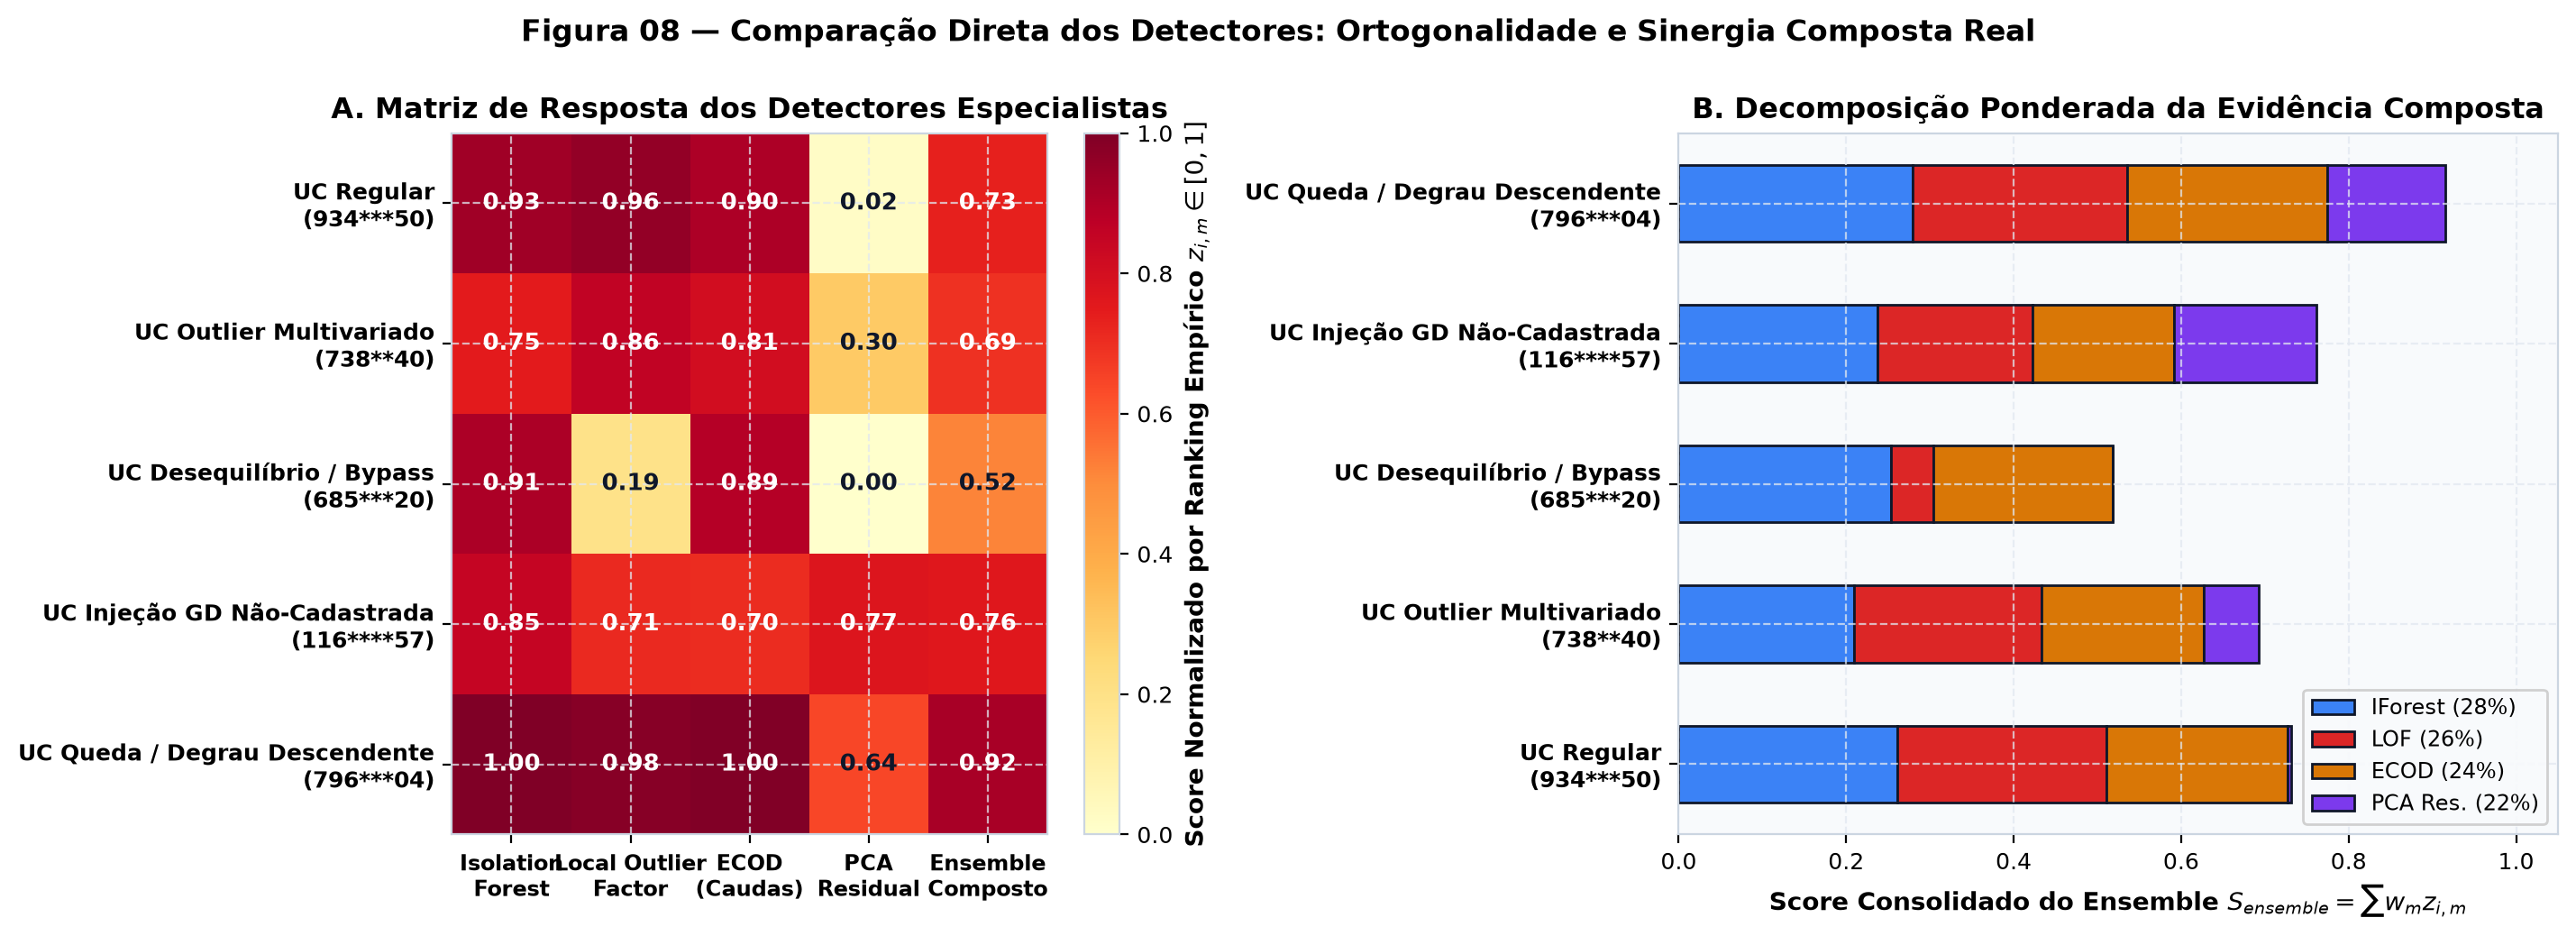 Figura 08 — Comparação Direta dos Detectores: Ortogonalidade e Sinergia Composta Real
A. Matriz de Resposta dos Detectores Especialistas
UC Regular
(934***50)
0.93 0.96 0.90 0.02 0.73
UC Outlier Multivariado
(738**40)
0.75 0.86 0.81 0.30 0.69
UC Desequilíbrio / Bypass
(685***20)
0.91 0.19 0.89 0.00 0.52
UC Injeção GD Não-Cadastrada
(116****57)
0.85 0.71 0.70 0.77 0.76
UC Queda / Degrau Descendente
(796***04)
1.00 0.98 1.00 0.64 0.92
Isolation
Forest
Local Outlier
Factor
ECOD
(Caudas)
PCA
Residual
Ensemble
Composto
1.0
0.8
0.6
0.4
0.2
0.0
Score Normalizado por Ranking Empírico z_{i,m} ∈ [0, 1]
B. Decomposição Ponderada da Evidência Composta
UC Queda / Degrau Descendente
(796***04)
UC Injeção GD Não-Cadastrada
(116****57)
UC Desequilíbrio / Bypass
(685***20)
UC Outlier Multivariado
(738**40)
UC Regular
(934***50)
IForest (28%)
LOF (26%)
ECOD (24%)
PCA Res. (22%)
0.0 0.2 0.4 0.6 0.8 1.0
Score Consolidado do Ensemble S_{ensemble} = ∑ w_m z_{i,m}